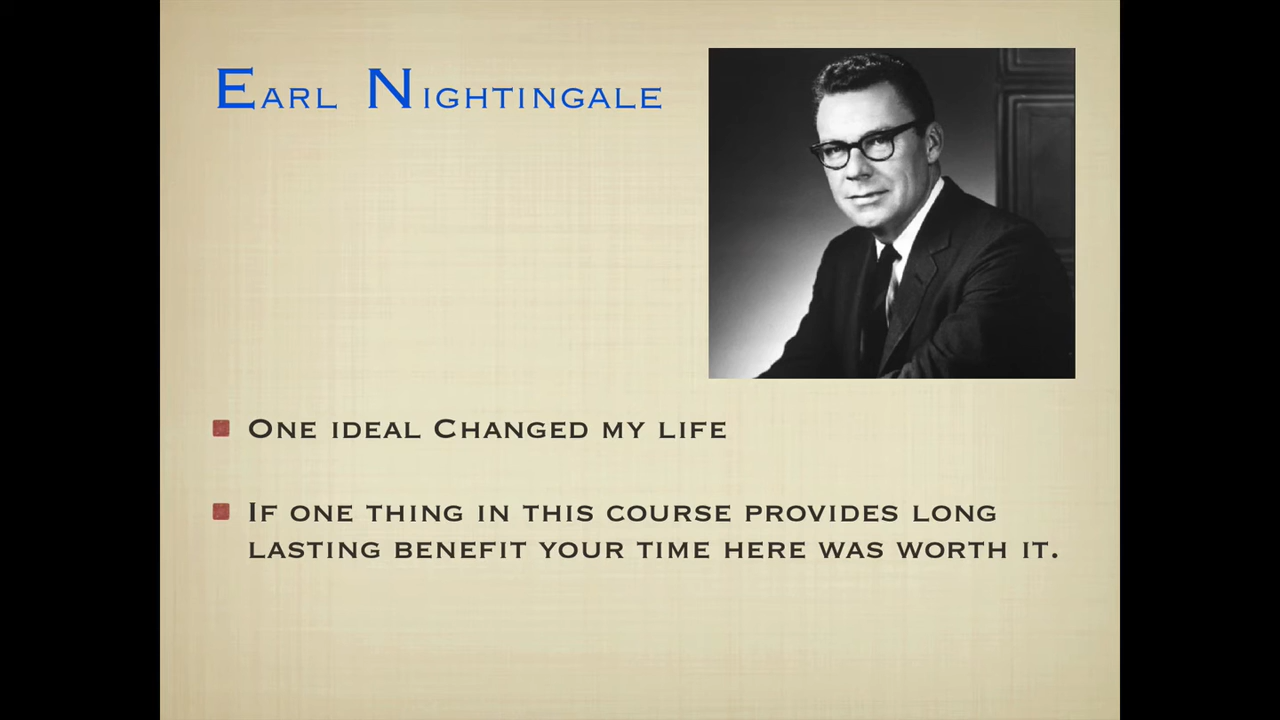 Earl Nightingale
One ideal Changed my life
If one thing in this course provides long
lasting benefit your time here was worth it.